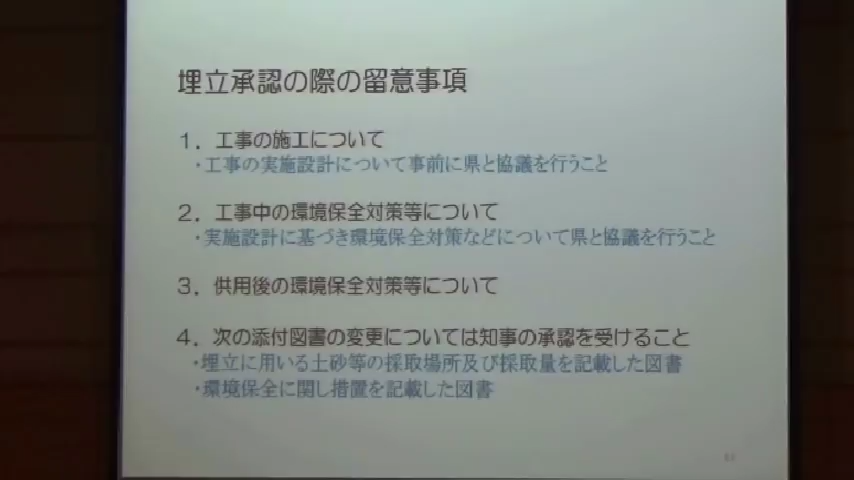 埋立承認の際の留意事項
１．工事の施工について
・工事の実施設計について事前に県と協議を行うこと
２．工事中の環境保全対策等について
・実施設計に基づき環境保全対策などについて県と協議を行うこと
３．供用後の環境保全対策等について
４．次の添付図書の変更については知事の承認を受けること
・埋立に用いる土砂等の採取場所及び採取量を記載した図書
・環境保全に関し措置を記載した図書